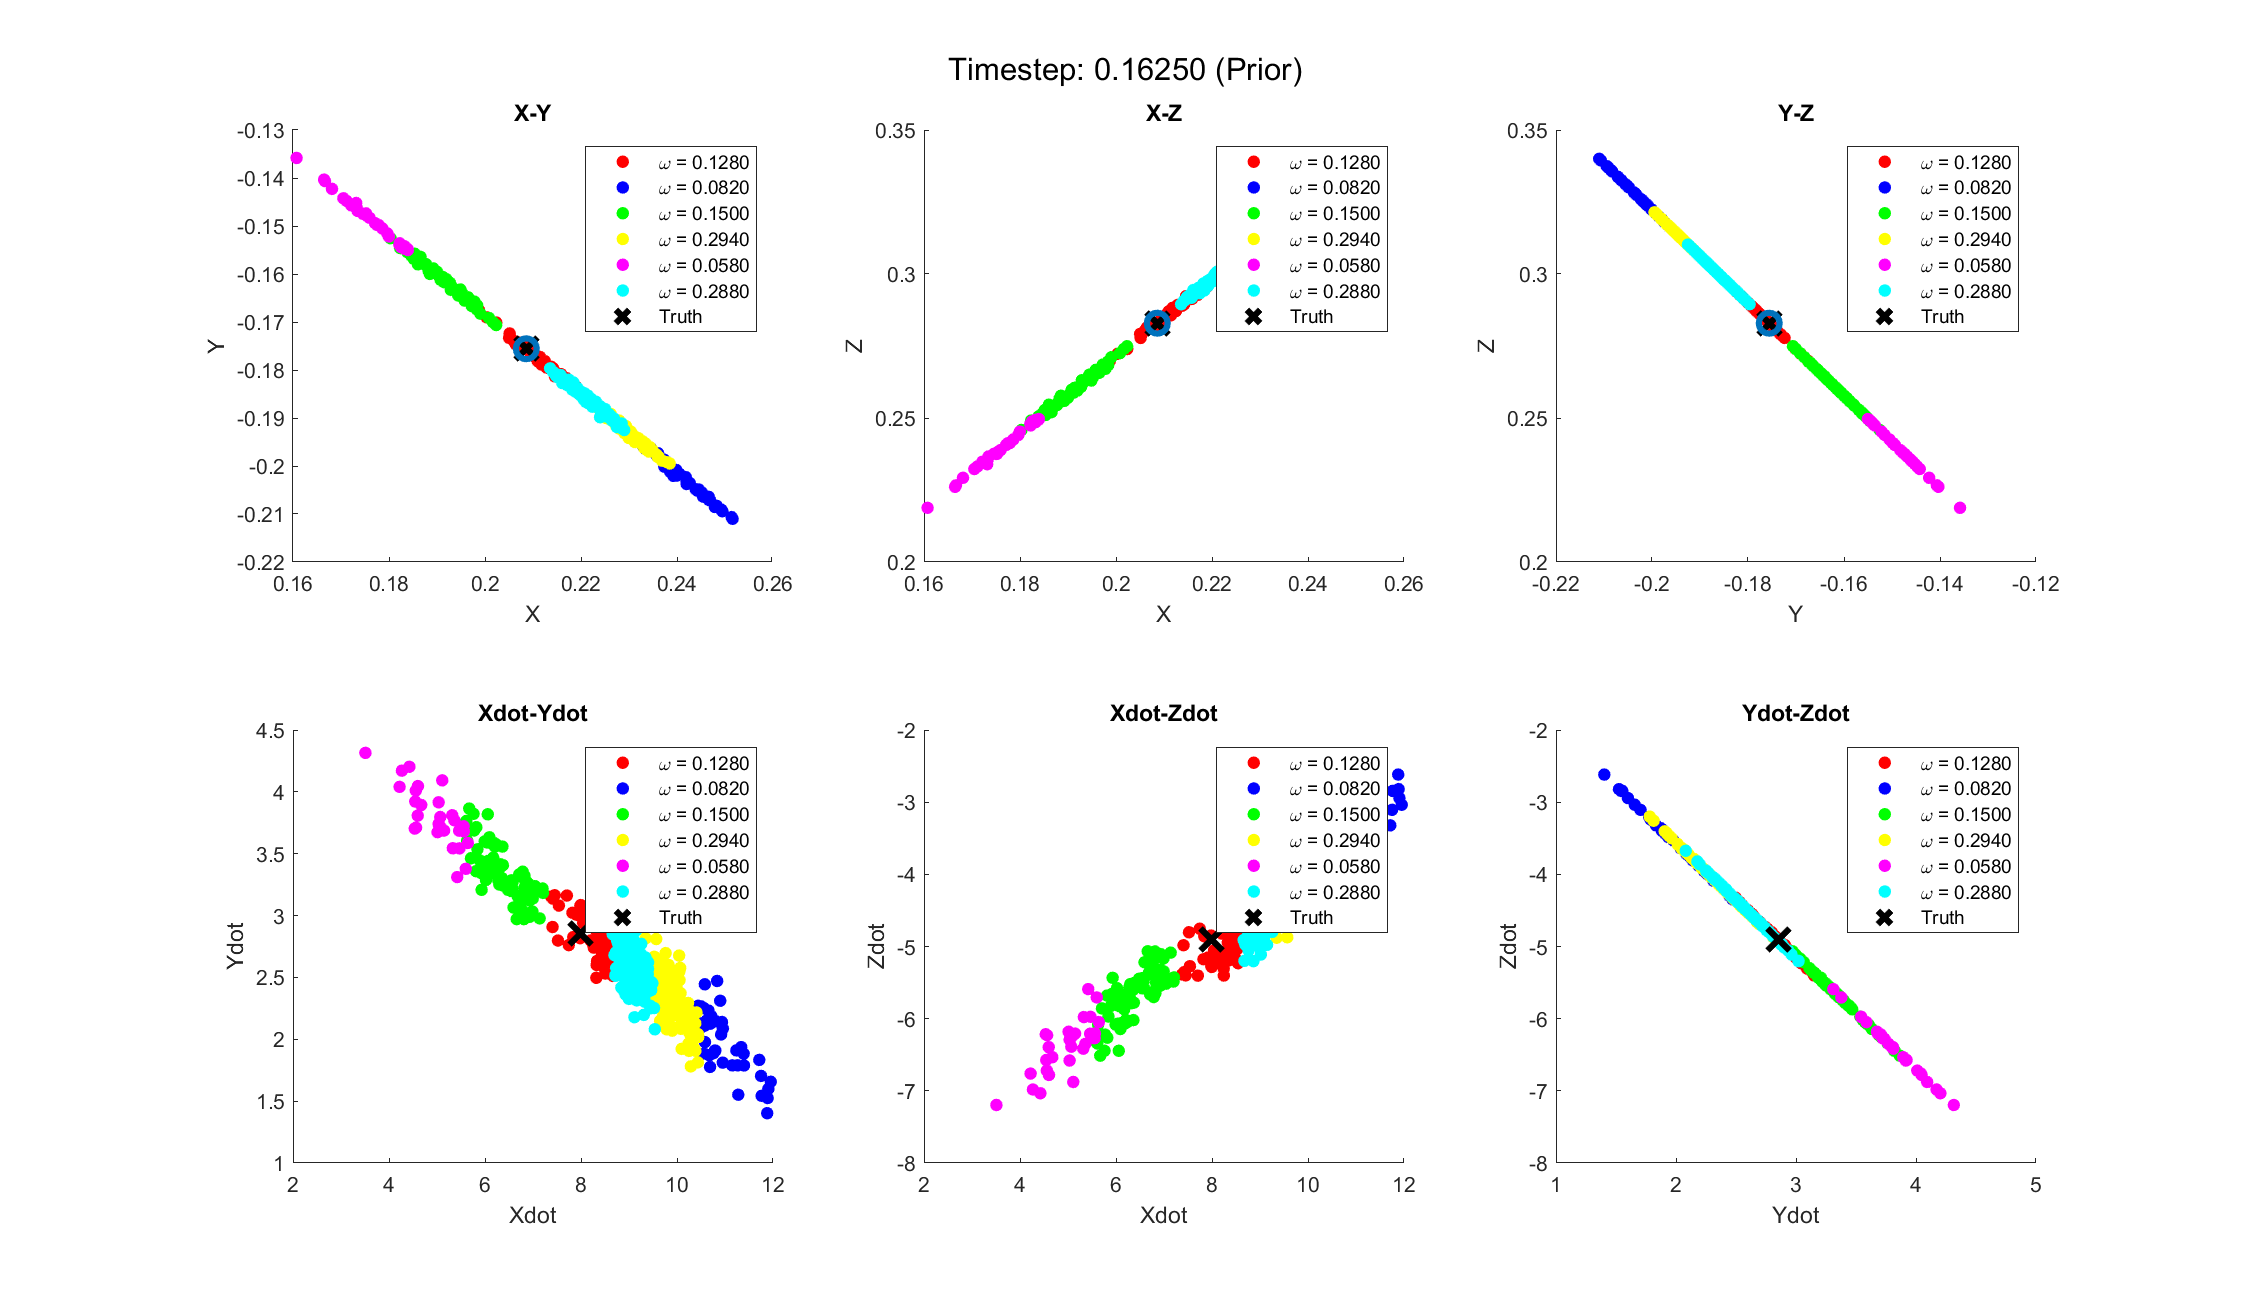 Timestep: 0.16250 (Prior)
X-Y
-0.13
-0.14
-0.15
-0.16
-0.17
-0.18
-0.19
-0.2
-0.21
-0.22
Y
0.16 0.18 0.2 0.22 0.24 0.26
X
ω = 0.1280
ω = 0.0820
ω = 0.1500
ω = 0.2940
ω = 0.0580
ω = 0.2880
Truth
X-Z
0.35
0.3
0.25
0.2
Z
0.16 0.18 0.2 0.22 0.24 0.26
X
ω = 0.1280
ω = 0.0820
ω = 0.1500
ω = 0.2940
ω = 0.0580
ω = 0.2880
Truth
Y-Z
0.35
0.3
0.25
0.2
Z
-0.22 -0.2 -0.18 -0.16 -0.14 -0.12
Y
ω = 0.1280
ω = 0.0820
ω = 0.1500
ω = 0.2940
ω = 0.0580
ω = 0.2880
Truth
Xdot-Ydot
4.5
4
3.5
3
2.5
2
1.5
1
Ydot
2 4 6 8 10 12
Xdot
ω = 0.1280
ω = 0.0820
ω = 0.1500
ω = 0.2940
ω = 0.0580
ω = 0.2880
Truth
Xdot-Zdot
-2
-3
-4
-5
-6
-7
-8
Zdot
2 4 6 8 10 12
Xdot
ω = 0.1280
ω = 0.0820
ω = 0.1500
ω = 0.2940
ω = 0.0580
ω = 0.2880
Truth
Ydot-Zdot
-2
-3
-4
-5
-6
-7
-8
Zdot
1 2 3 4 5
Ydot
ω = 0.1280
ω = 0.0820
ω = 0.1500
ω = 0.2940
ω = 0.0580
ω = 0.2880
Truth